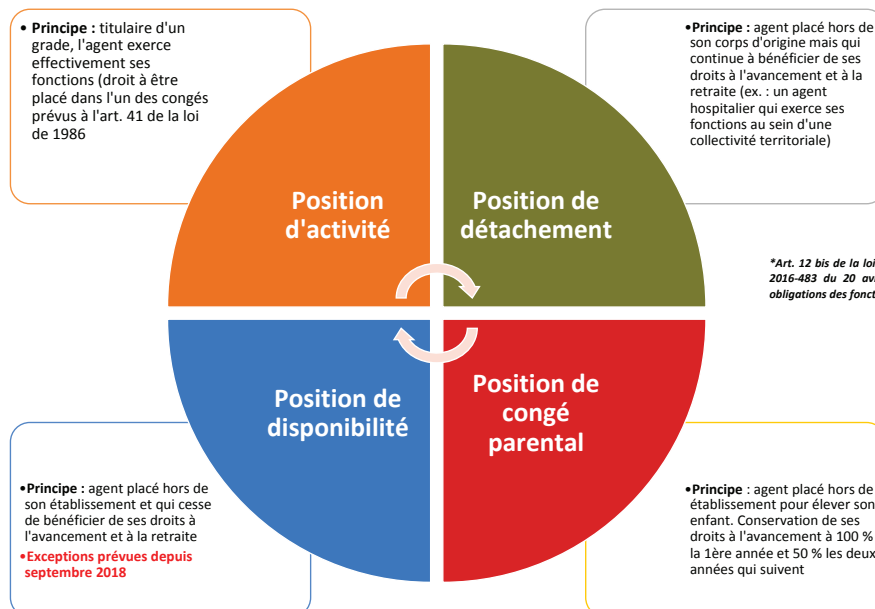 • Principe : titulaire d'un
grade, l'agent exerce
effectivement ses
fonctions (droit à être
placé dans l'un des congés
prévus à l'art. 41 de la loi
de 1986
•Principe : agent placé hors de
son corps d'origine mais qui
continue à bénéficier de ses
droits à l'avancement et à la
retraite (ex. : un agent
hospitalier qui exerce ses
fonctions au sein d'une
collectivité territoriale)
Position
d'activité
Position de
détachement
*Art. 12 bis de la loi
2016-483 du 20
obligations des
Position de
disponibilité
Position de
congé
parental
•Principe : agent placé hors de
son établissement et qui cesse
de bénéficier de ses droits à
l'avancement et à la retraite
•Exceptions prévues depuis
septembre 2018
•Principe : agent placé hors de
établissement pour élever son
enfant. Conservation de ses
droits à l'avancement à 100 %
la 1ère année et 50 % les deux
années qui suivent